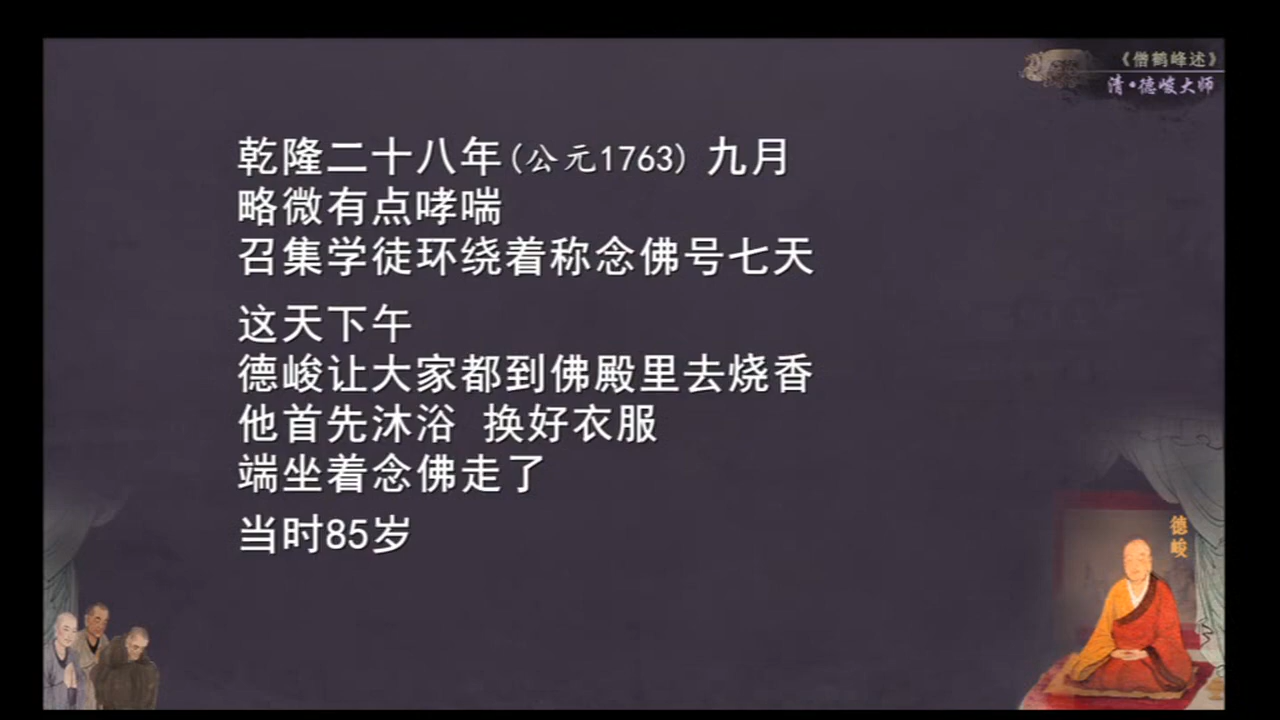 《僧鹤峰述》
清•德峻大师
乾隆二十八年(公元1763) 九月
略微有点哮喘
召集学徒环绕着称念佛号七天
这天下午
德峻让大家都到佛殿里去烧香
他首先沐浴 换好衣服
端坐着念佛走了
当时85岁
德峻